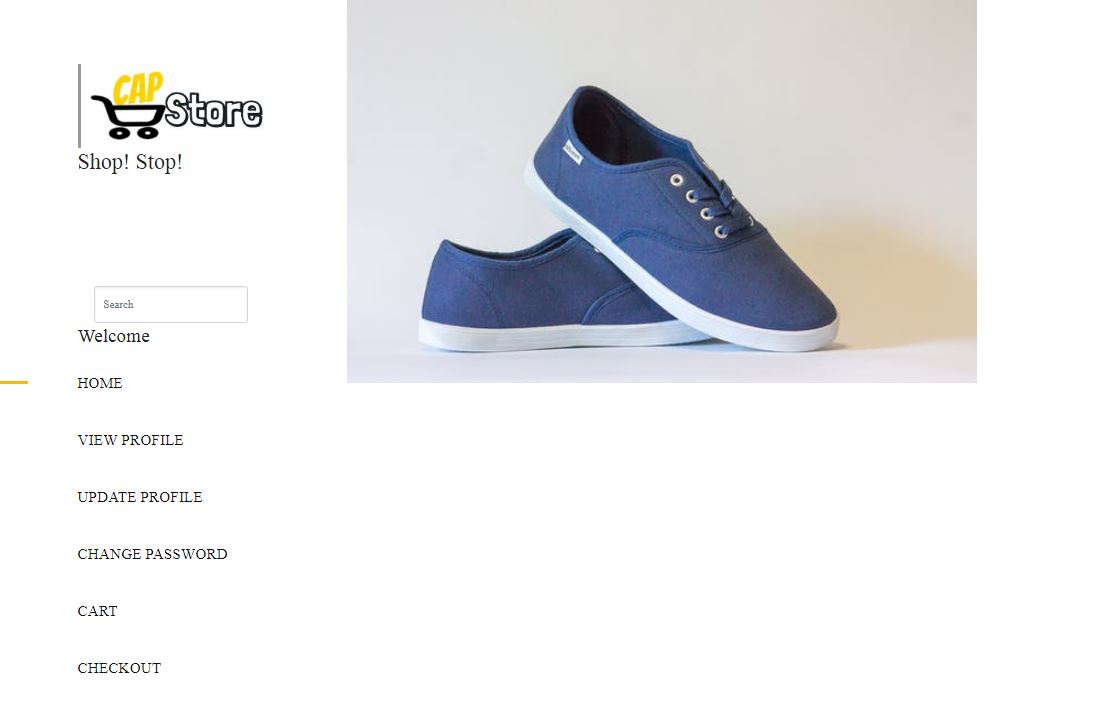 CAP
Store
Shop! Stop!
Search
Welcome
HOME
VIEW PROFILE
UPDATE PROFILE
CHANGE PASSWORD
CART
CHECKOUT